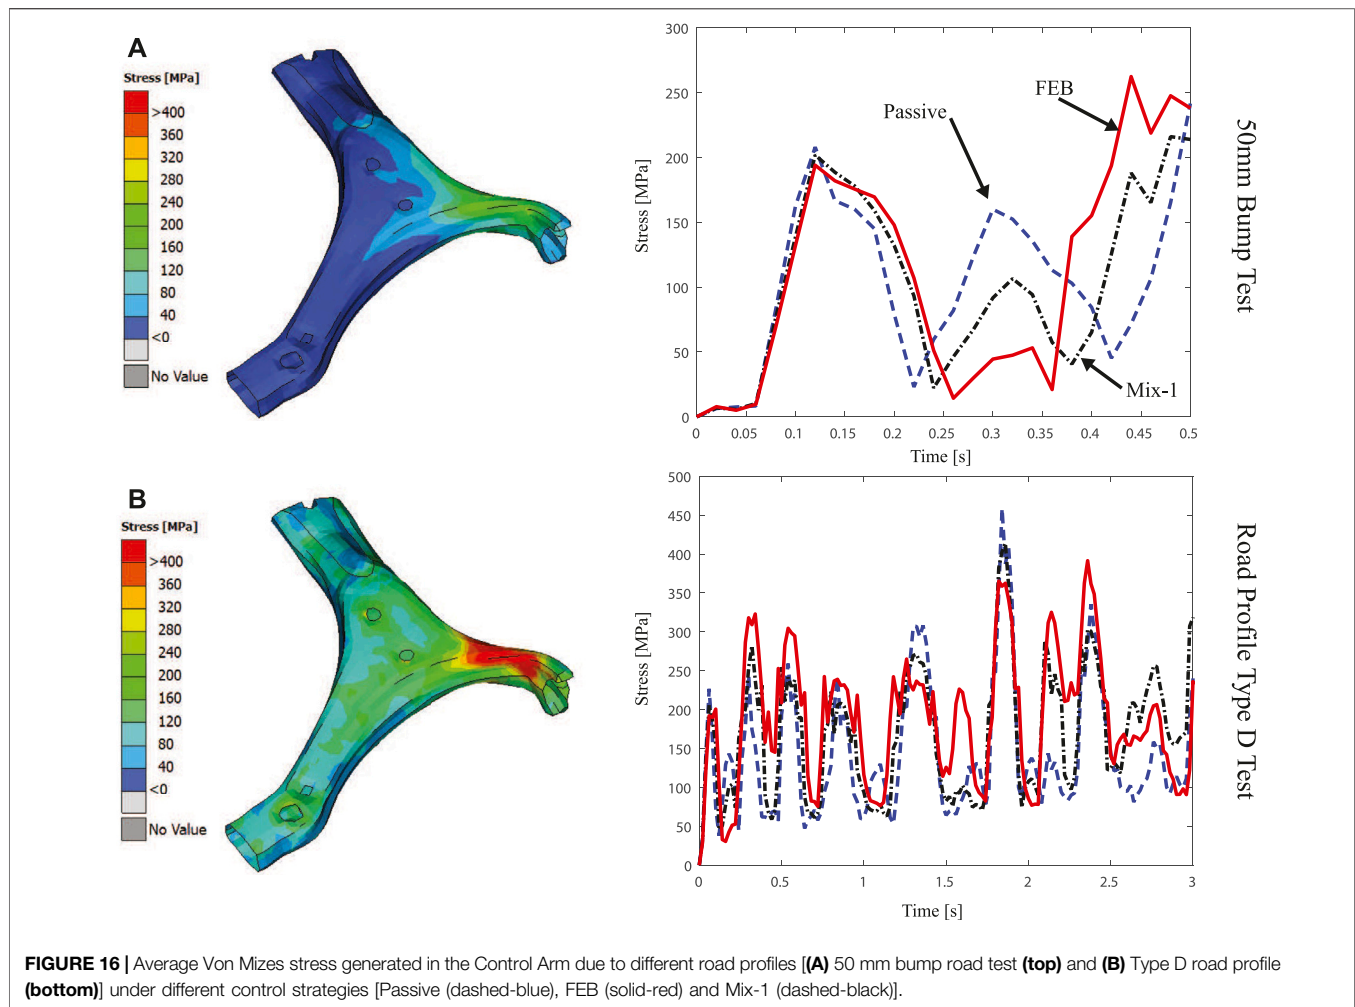 A
Stress [MPa]
>400
360
320
280
240
200
160
120
80
40
<0
No Value
300
250
200
150
100
50
0
Stress [MPa]
0 0.05 0.1 0.15 0.2 0.25 0.3 0.35 0.4 0.45 0.5
Time [s]
Passive
FEB
Mix-1
50mm Bump Test
B
Stress [MPa]
>400
360
320
280
240
200
160
120
80
40
<0
No Value
500
450
400
350
300
250
200
150
100
50
0
Stress [MPa]
0 0.5 1 1.5 2 2.5 3
Time [s]
Road Profile Type D Test
FIGURE 16 | Average Von Mizes stress generated in the Control Arm due to different road profiles [(A) 50 mm bump road test (top) and (B) Type D road profile
(bottom)] under different control strategies [Passive (dashed-blue), FEB (solid-red) and Mix-1 (dashed-black)].